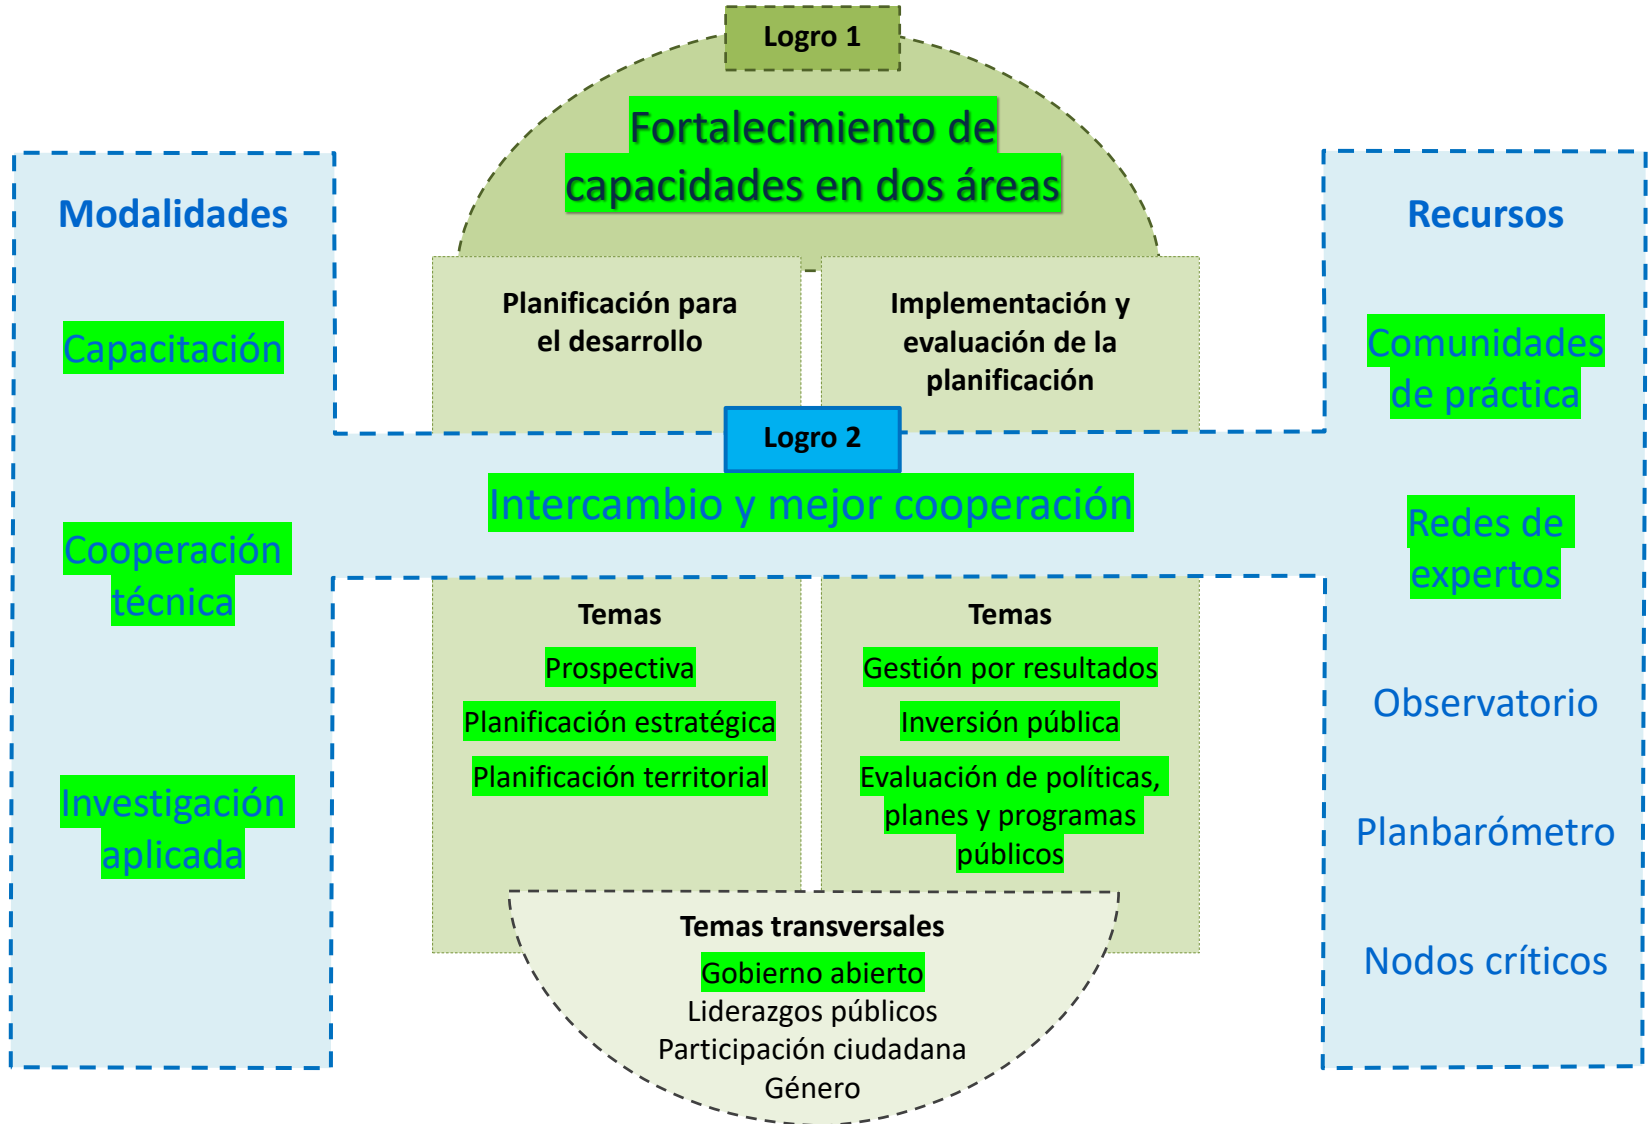 Logro 1
Fortalecimiento de
capacidades en dos áreas
Modalidades
Capacitación
Cooperación
técnica
Investigación
aplicada
Planificación para
el desarrollo
Implementación y
evaluación de la
planificación
Logro 2
Intercambio y mejor cooperación
Temas
Prospectiva
Planificación estratégica
Planificación territorial
Temas
Gestión por resultados
Inversión pública
Evaluación de políticas,
planes y programas
públicos
Temas transversales
Gobierno abierto
Liderazgos públicos
Participación ciudadana
Género
Recursos
Comunidades
de práctica
Redes de
expertos
Observatorio
Planbarómetro
Nodos críticos